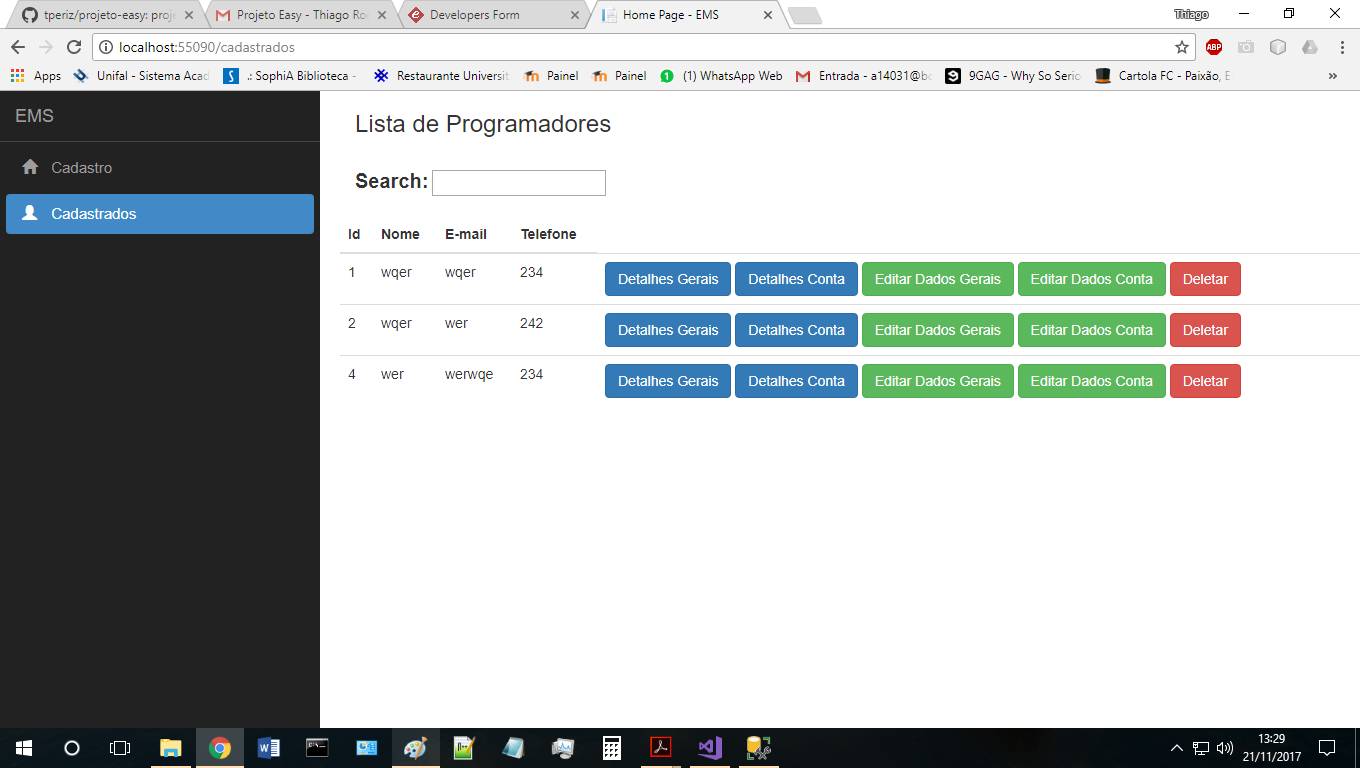 tperiz/projeto-easy: proje
Projeto Easy - Thiago Ro
Developers Form
Home Page - EMS
Thiago
localhost:55090/cadastrados
ABP
Apps
Unifal - Sistema Acad
.: SophiA Biblioteca -
Restaurante Universit
Painel
Painel
(1) WhatsApp Web
Entrada - a14031@bc
9GAG - Why So Serio
Cartola FC - Paixão, E
EMS
Cadastro
Cadastrados
Lista de Programadores
Search:
Id Nome E-mail Telefone
1 wqer wqer 234 Detalhes Gerais Detalhes Conta Editar Dados Gerais Editar Dados Conta Deletar
2 wqer wer 242 Detalhes Gerais Detalhes Conta Editar Dados Gerais Editar Dados Conta Deletar
4 wer werwqe 234 Detalhes Gerais Detalhes Conta Editar Dados Gerais Editar Dados Conta Deletar
13:29
21/11/2017